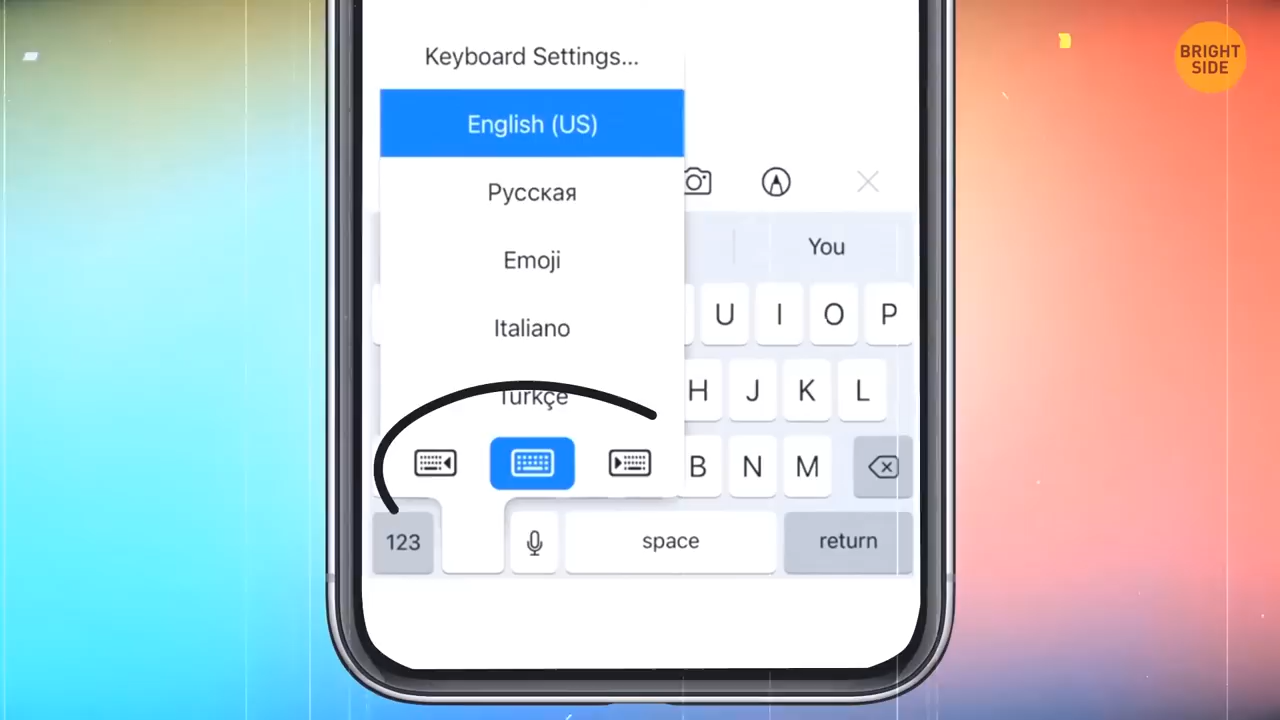 BRIGHT
SIDE
Keyboard Settings...
English (US)
Русская
Emoji
Italiano
Türkçe
You
U I O P
H J K L
B N M
123
space
return